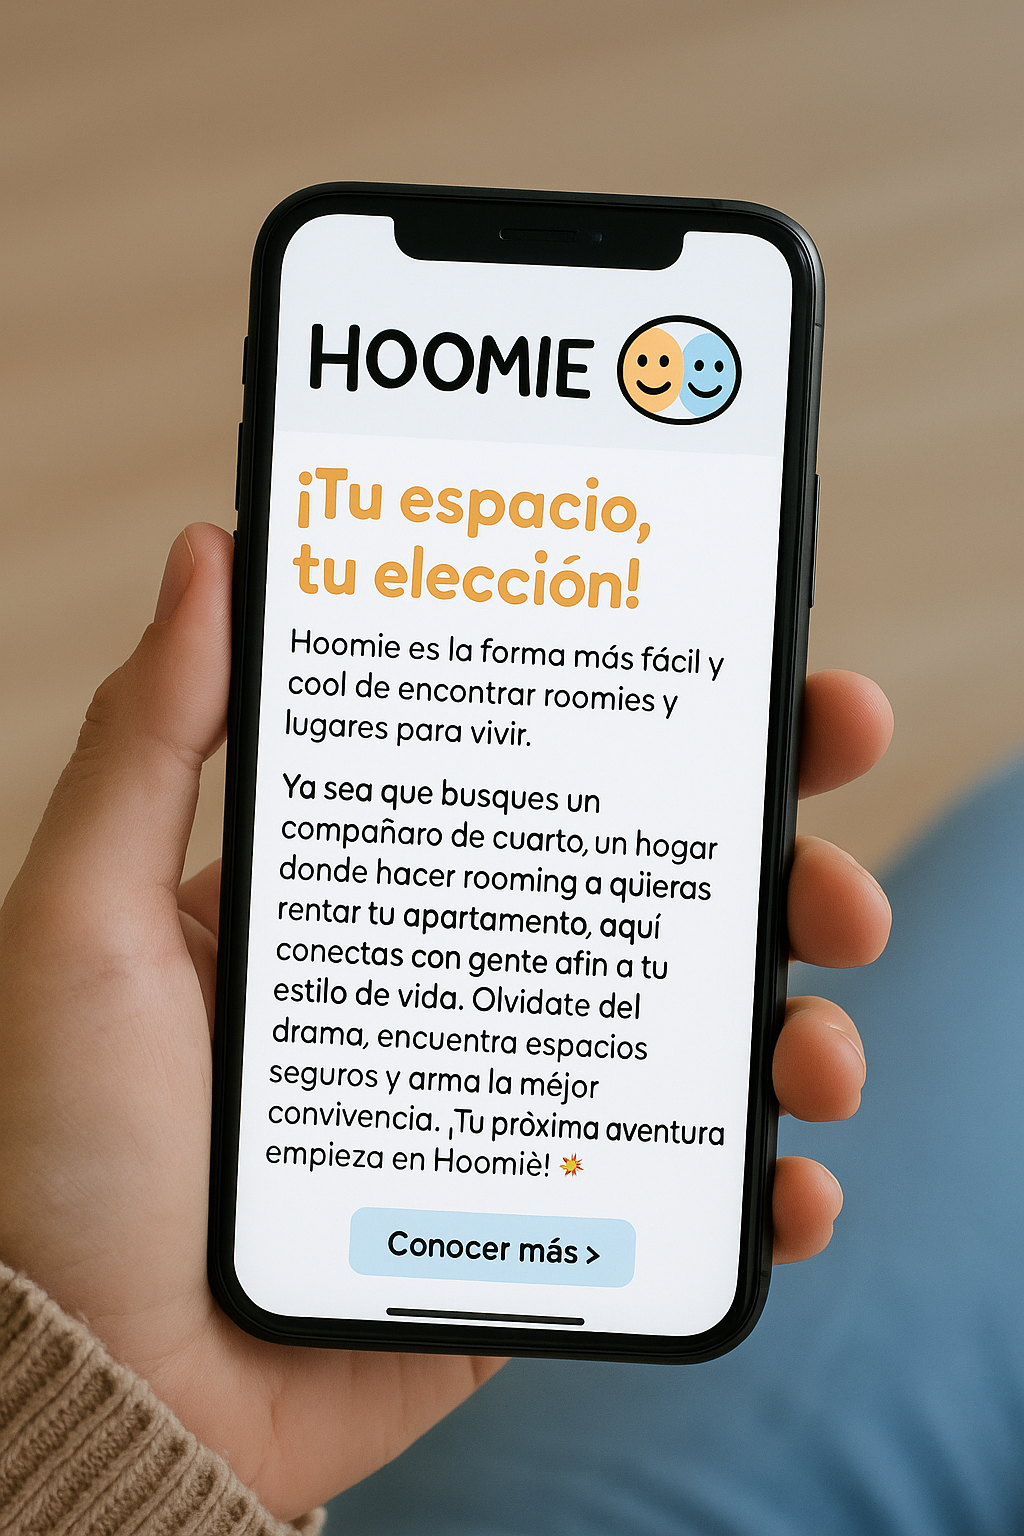 HOOMIE
¡Tu espacio,
tu elección!
Hoomie es la forma más fácil y
cool de encontrar roomies y
lugares para vivir.
Ya sea que busques un
compañaro de cuarto, un hogar
donde hacer rooming a qüieras
rentar tu apartamento, aquí
conectas con gente afin a tu
estilo de vida. Olvidate del
drama, encuentra espacios
seguros y arma la méjor
convivencia. ¡Tu pròxima aventura
empieza en Hoomiè! 💥
Conocer más >